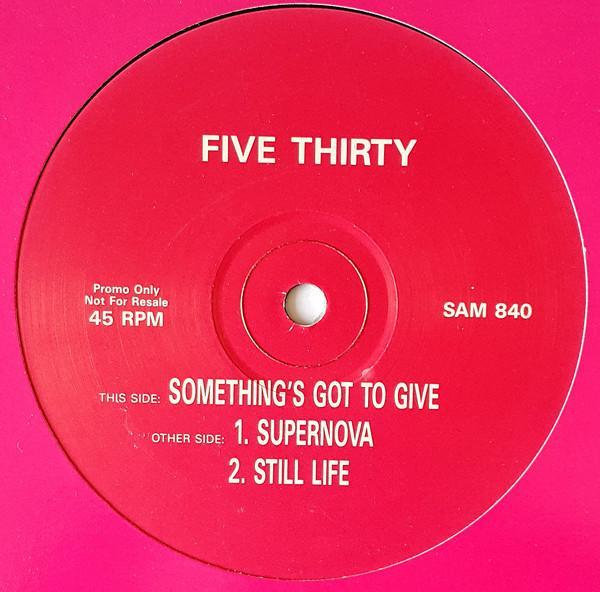 FIVE THIRTY
Promo Only
Not For Resale
45 RPM
SAM 840
THIS SIDE: SOMETHING'S GOT TO GIVE
OTHER SIDE: 1. SUPERNOVA
2. STILL LIFE